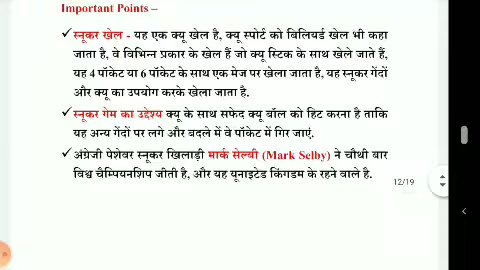 Important Points –
✓ स्नूकर खेल - यह एक क्यू खेल है, क्यू स्पोर्ट को बिलियर्ड खेल भी कहा
जाता है, वे विभिन्न प्रकार के खेल हैं जो क्यू स्टिक के साथ खेले जाते हैं,
यह 4 पॉकेट या 6 पॉकेट के साथ एक मेज पर खेला जाता है, यह स्नूकर गेंदों
और क्यू का उपयोग करके खेला जाता है.
✓ स्नूकर गेम का उद्देश्य क्यू के साथ सफेद क्यू बॉल को हिट करना है ताकि
यह अन्य गेंदों पर लगे और बदले में वे पॉकेट में गिर जाएं.
✓ अंग्रेजी पेशेवर स्नूकर खिलाड़ी मार्क सेल्बी (Mark Selby) ने चौथी बार
विश्व चैम्पियनशिप जीती है, और यह यूनाइटेड किंगडम के रहने वाले है.
12/19